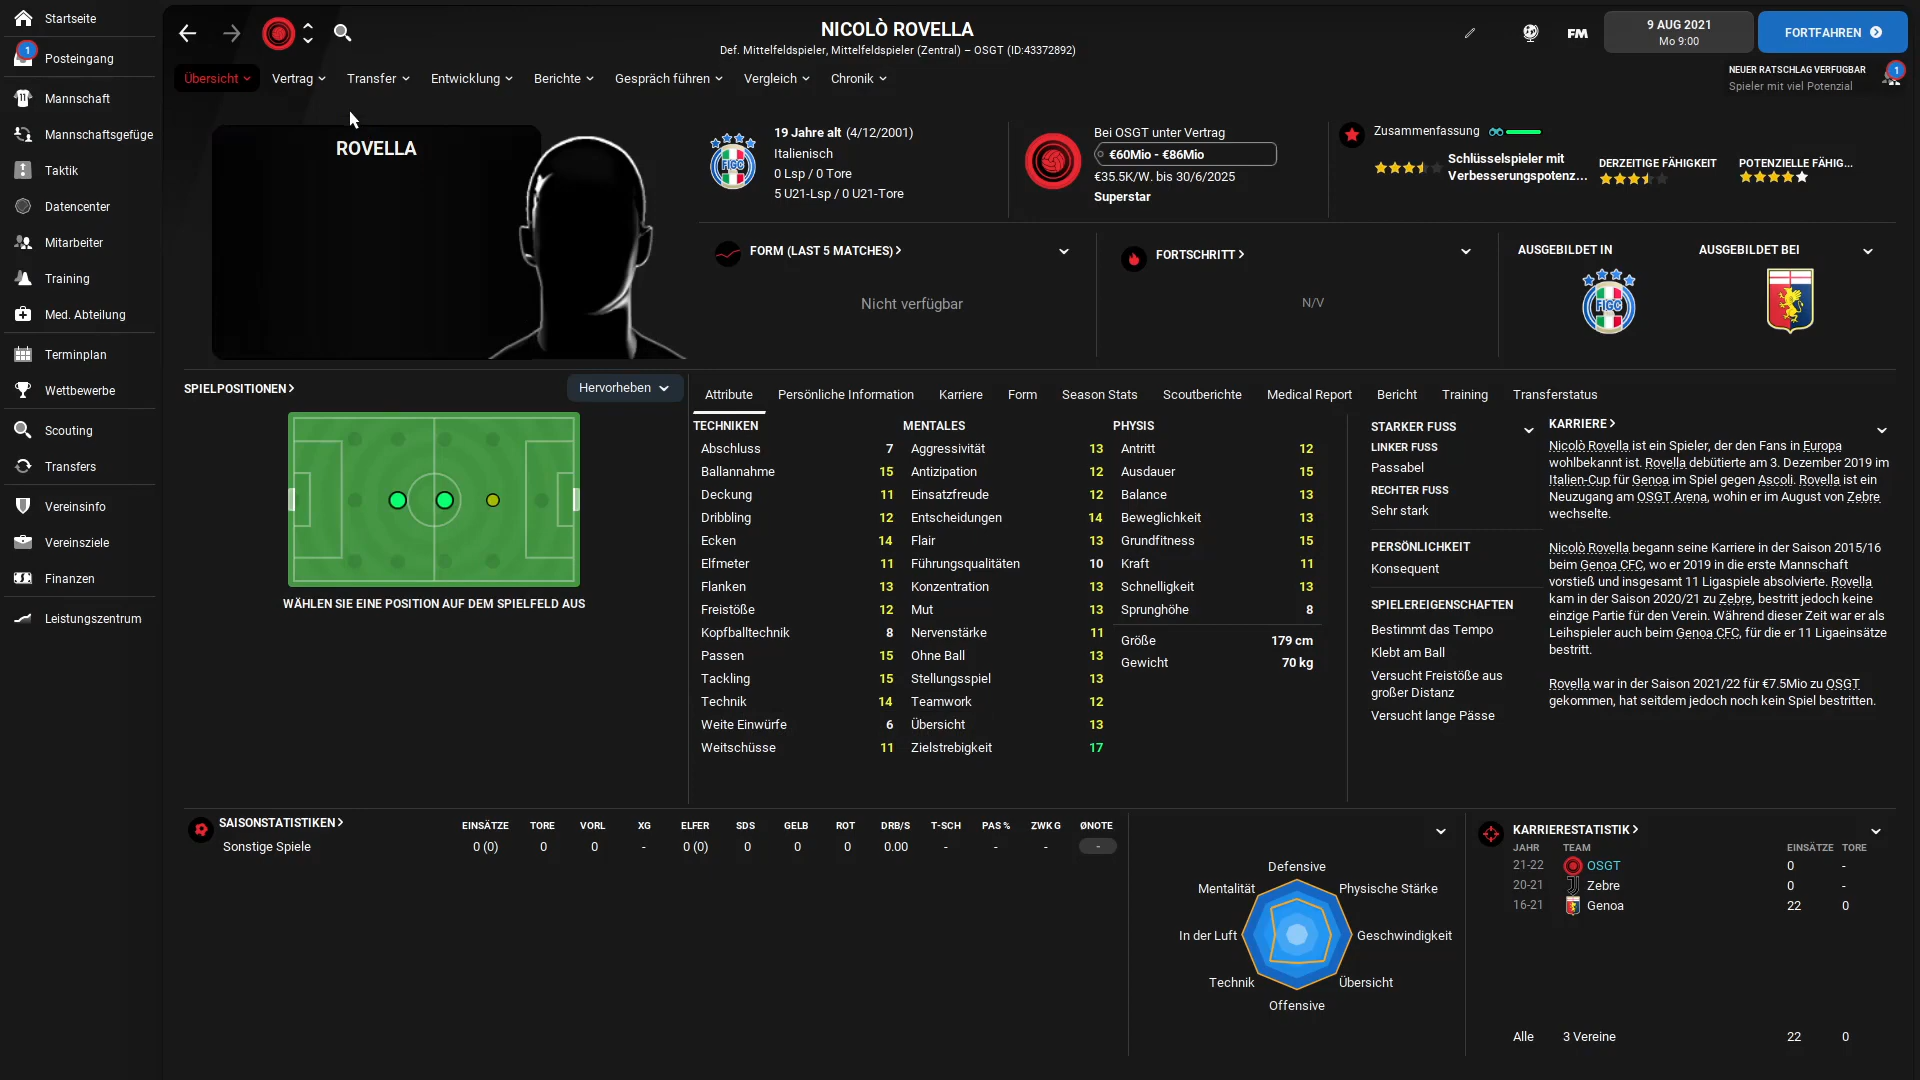 Startseite
1
Posteingang
Mannschaft
Mannschaftsgefüge
Taktik
Datencenter
Mitarbeiter
Training
Med. Abteilung
Terminplan
Wettbewerbe
Scouting
Transfers
Vereinsinfo
Vereinsziele
Finanzen
Leistungszentrum
NICOLÒ ROVELLA
Def. Mittelfeldspieler, Mittelfeldspieler (Zentral) – OSGT (ID:43372892)
FM
9 AUG 2021
Mo 9:00
FORTFAHREN
Übersicht
Vertrag
Transfer
Entwicklung
Berichte
Gespräch führen
Vergleich
Chronik
NEUER RATSCHLAG VERFÜGBAR
Spieler mit viel Potenzial
1
ROVELLA
FIGC
19 Jahre alt (4/12/2001)
Italienisch
0 Lsp / 0 Tore
5 U21-Lsp / 0 U21-Tore
Bei OSGT unter Vertrag
€60Mio - €86Mio
€35.5K/W. bis 30/6/2025
Superstar
Zusammenfassung
Schlüsselspieler mit
Verbesserungspotenz...
DERZEITIGE FÄHIGKEIT
POTENZIELLE FÄHIG...
FORM (LAST 5 MATCHES)
Nicht verfügbar
FORTSCHRITT
N/V
AUSGEBILDET IN
FIGC
AUSGEBILDET BEI
SPIELPOSITIONEN
Hervorheben
WÄHLEN SIE EINE POSITION AUF DEM SPIELFELD AUS
Attribute
Persönliche Information
Karriere
Form
Season Stats
Scoutberichte
Medical Report
Bericht
Training
Transferstatus
TECHNIKEN
Abschluss 7
Ballannahme 15
Deckung 11
Dribbling 12
Ecken 14
Elfmeter 11
Flanken 13
Freistöße 12
Kopfballtechnik 8
Passen 15
Tackling 15
Technik 14
Weite Einwürfe 6
Weitschüsse 11
MENTALES
Aggressivität 13
Antizipation 12
Einsatzfreude 12
Entscheidungen 14
Flair 13
Führungsqualitäten 10
Konzentration 13
Mut 13
Nervenstärke 11
Ohne Ball 13
Stellungsspiel 13
Teamwork 12
Übersicht 13
Zielstrebigkeit 17
PHYSIS
Antritt 12
Ausdauer 15
Balance 13
Beweglichkeit 13
Grundfitness 15
Kraft 11
Schnelligkeit 13
Sprunghöhe 8
Größe 179 cm
Gewicht 70 kg
STARKER FUSS
LINKER FUSS
Passabel
RECHTER FUSS
Sehr stark
PERSÖNLICHKEIT
Konsequent
SPIELEREIGENSCHAFTEN
Bestimmt das Tempo
Klebt am Ball
Versucht Freistöße aus
großer Distanz
Versucht lange Pässe
KARRIERE
Nicolò Rovella ist ein Spieler, der den Fans in Europa
wohlbekannt ist. Rovella debütierte am 3. Dezember 2019 im
Italien-Cup für Genoa im Spiel gegen Ascoli. Rovella ist ein
Neuzugang am OSGT Arena, wohin er im August von Zebre
wechselte.
Nicolò Rovella begann seine Karriere in der Saison 2015/16
beim Genoa CFC, wo er 2019 in die erste Mannschaft
vorstieß und insgesamt 11 Ligaspiele absolvierte. Rovella
kam in der Saison 2020/21 zu Zebre, bestritt jedoch keine
einzige Partie für den Verein. Während dieser Zeit war er als
Leihspieler auch beim Genoa CFC, für die er 11 Ligaeinsätze
bestritt.
Rovella war in der Saison 2021/22 für €7.5Mio zu OSGT
gekommen, hat seitdem jedoch noch kein Spiel bestritten.
SAISONSTATISTIKEN
EINSÄTZE TORE VORL XG ELFER SDS GELB ROT DRB/S T-SCH PAS % ZWK G ØNOTE
Sonstige Spiele 0 (0) 0 0 - 0 (0) 0 0 0 0.00 - - - -
Defensive
Mentalität
Physische Stärke
In der Luft
Geschwindigkeit
Technik
Übersicht
Offensive
KARRIERESTATISTIK
JAHR TEAM EINSÄTZE TORE
21-22 OSGT 0 -
20-21 Zebre 0 -
16-21 Genoa 22 0
Alle 3 Vereine 22 0